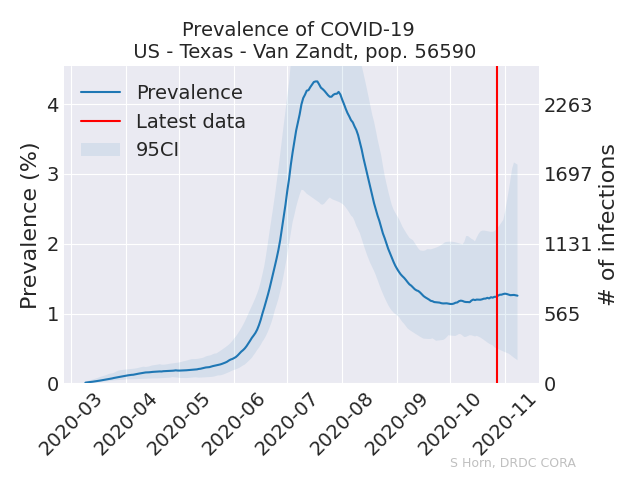 Prevalence of COVID-19
US - Texas - Van Zandt, pop. 56590
Prevalence
Latest data
95CI
Prevalence (%)
4
3
2
1
0
2263
1697
1131
565
0
# of infections
2020-03
2020-04
2020-05
2020-06
2020-07
2020-08
2020-09
2020-10
2020-11
S Horn, DRDC CORA